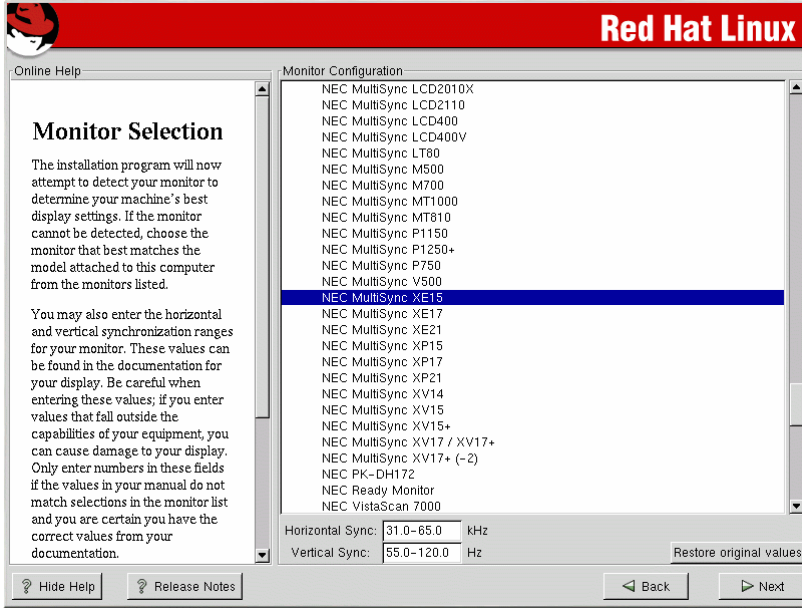 Red Hat Linux
Online Help
Monitor Selection
The installation program will now
attempt to detect your monitor to
determine your machine's best
display settings. If the monitor
cannot be detected, choose the
monitor that best matches the
model attached to this computer
from the monitors listed.
You may also enter the horizontal
and vertical synchronization ranges
for your monitor. These values can
be found in the documentation for
your display. Be careful when
entering these values; if you enter
values that fall outside the
capabilities of your equipment, you
can cause damage to your display.
Only enter numbers in these fields
if the values in your manual do not
match selections in the monitor list
and you are certain you have the
correct values from your
documentation.
Monitor Configuration
NEC MultiSync LCD2010X
NEC MultiSync LCD2110
NEC MultiSync LCD400
NEC MultiSync LCD400V
NEC MultiSync LT80
NEC MultiSync M500
NEC MultiSync M700
NEC MultiSync MT1000
NEC MultiSync MT810
NEC MultiSync P1150
NEC MultiSync P1250+
NEC MultiSync P750
NEC MultiSync V500
NEC MultiSync XE15
NEC MultiSync XE17
NEC MultiSync XE21
NEC MultiSync XP15
NEC MultiSync XP17
NEC MultiSync XP21
NEC MultiSync XV14
NEC MultiSync XV15
NEC MultiSync XV15+
NEC MultiSync XV17 / XV17+
NEC MultiSync XV17+ (-2)
NEC PK-DH172
NEC Ready Monitor
NEC VistaScan 7000
Horizontal Sync: 31.0-65.0 kHz
Vertical Sync: 55.0-120.0 Hz
Restore original values
Hide Help
Release Notes
Back
Next